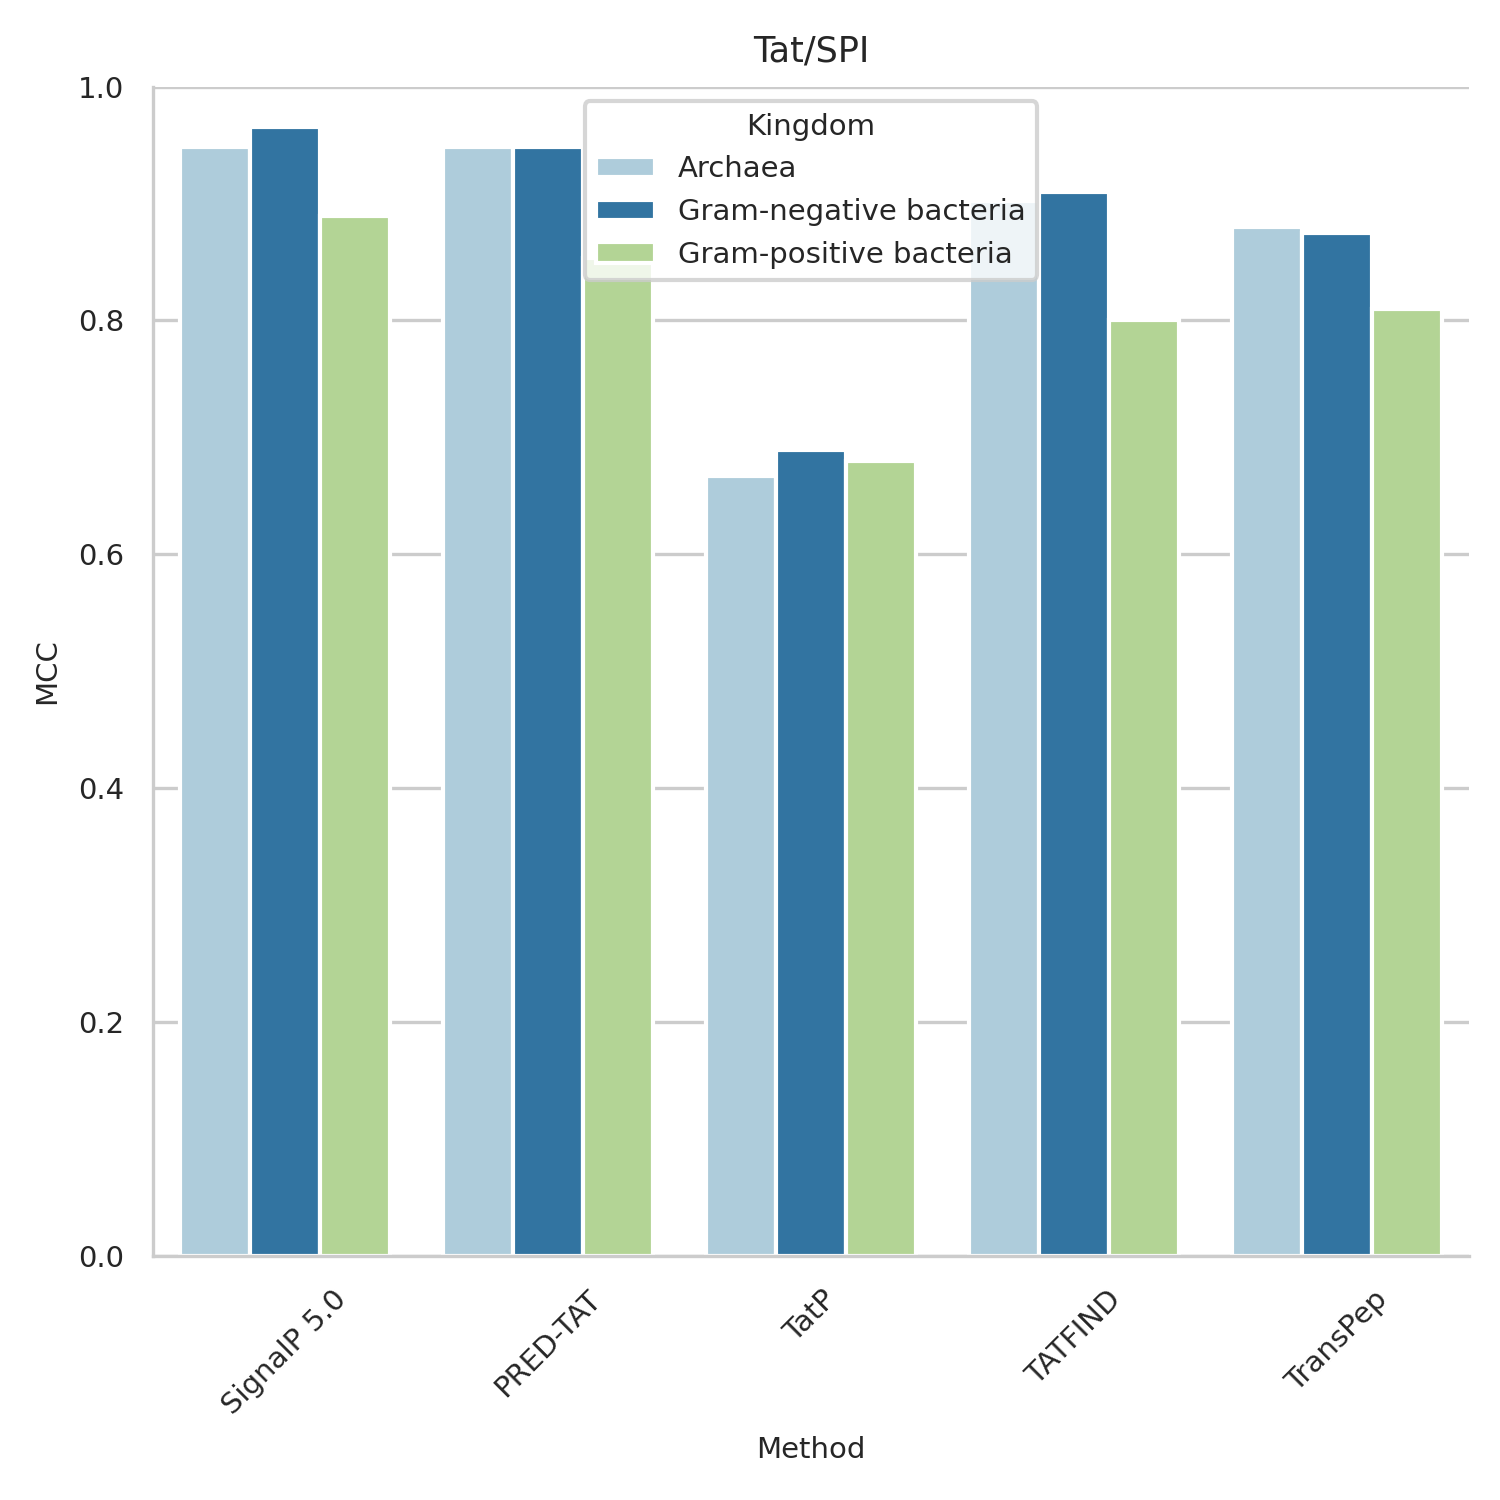 Tat/SPI
1.0
Kingdom
Archaea
Gram-negative bacteria
Gram-positive bacteria
0.8
0.6
MCC
0.4
0.2
0.0
SignalP 5.0
PRED-TAT
TatP
TATFIND
TransPep
Method